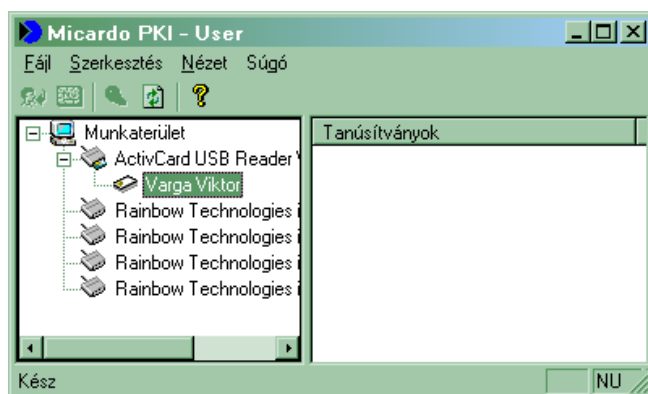 Micardo PKI - User
Fájl Szerkesztés Nézet Súgó
Munkaterület
ActivCard USB Reader
Varga Viktor
Rainbow Technologies i
Rainbow Technologies i
Rainbow Technologies i
Rainbow Technologies i
Tanúsítványok
Kész
NU